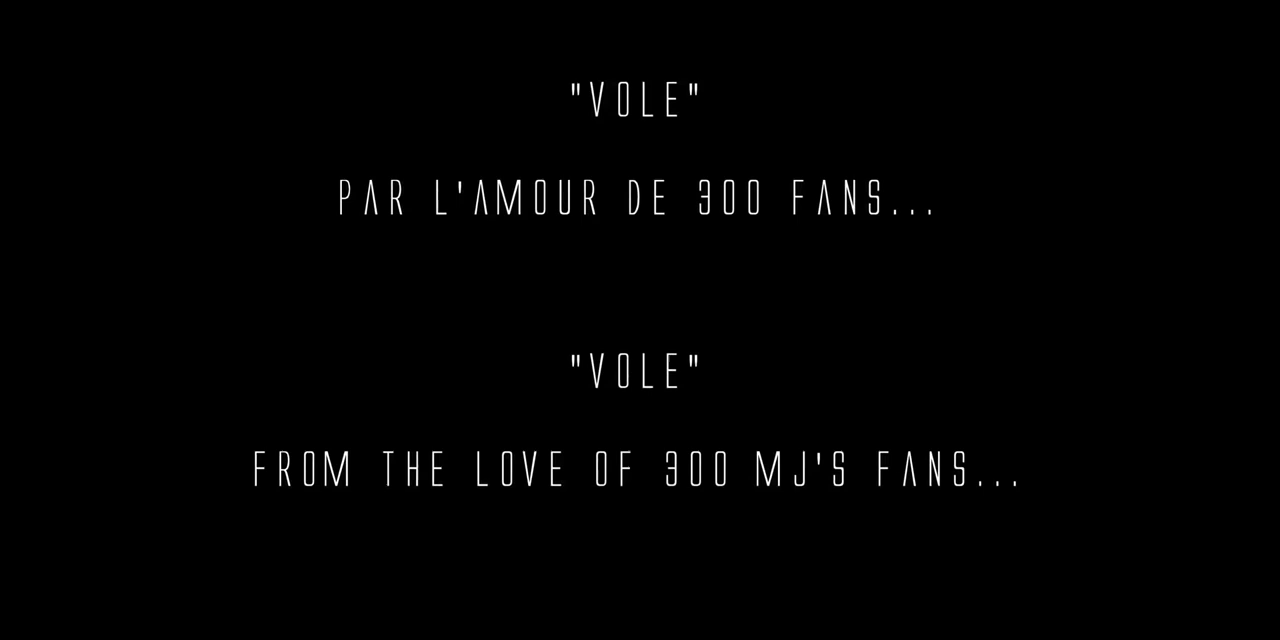 "VOLE"
PAR L'AMOUR DE 300 FANS...
"VOLE"
FROM THE LOVE OF 300 MJ'S FANS...